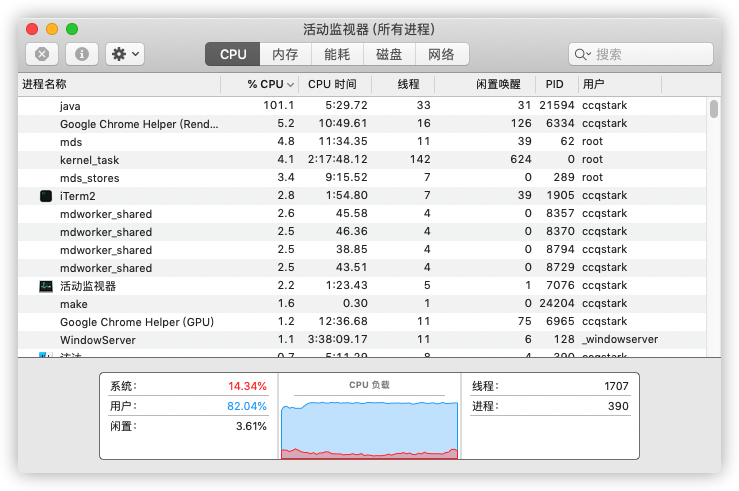 活动监视器 (所有进程)
CPU 内存 能耗 磁盘 网络 搜索
进程名称 % CPU CPU 时间 线程 闲置唤醒 PID 用户
java 101.1 5:29.72 33 31 21594 ccqstark
Google Chrome Helper (Rend... 5.2 10:49.61 16 126 6334 ccqstark
mds 4.8 11:34.35 11 39 62 root
kernel_task 4.1 2:17:48.12 142 624 0 root
mds_stores 3.4 9:15.52 7 0 289 root
iTerm2 2.8 1:54.80 7 39 1905 ccqstark
mdworker_shared 2.6 45.58 4 0 8357 ccqstark
mdworker_shared 2.5 46.36 4 0 8370 ccqstark
mdworker_shared 2.5 38.85 4 0 8794 ccqstark
mdworker_shared 2.5 43.51 4 0 8729 ccqstark
活动监视器 2.2 1:23.43 5 1 7076 ccqstark
make 1.6 0.30 1 0 24204 ccqstark
Google Chrome Helper (GPU) 1.2 12:36.68 11 75 6965 ccqstark
WindowServer 1.1 3:38:09.17 11 6 128 _windowserver
系统: 14.34% CPU 负载 线程: 1707
用户: 82.04% 进程: 390
闲置: 3.61%